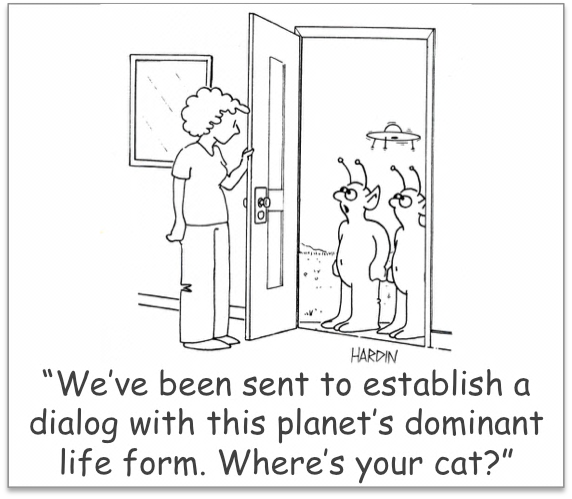 HARDIN
“We’ve been sent to establish a
dialog with this planet’s dominant
life form. Where’s your cat?”